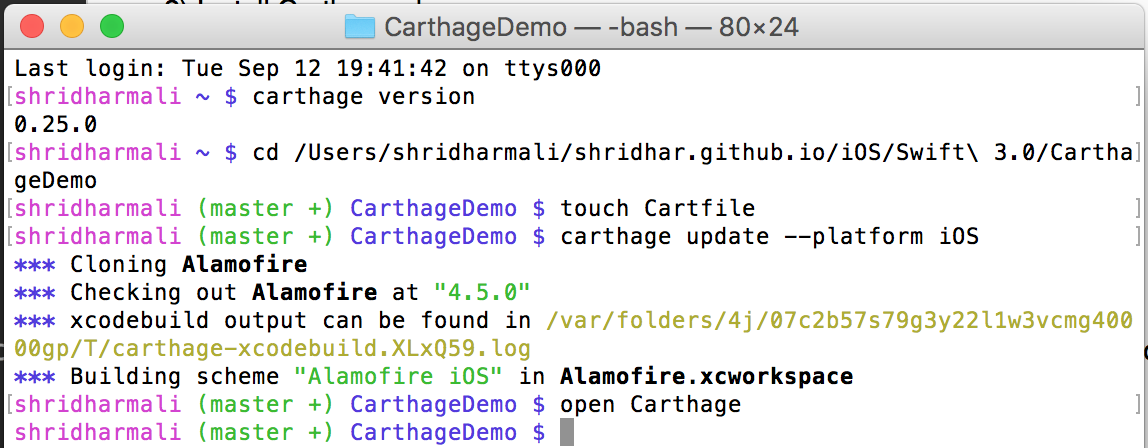 CarthageDemo — -bash — 80×24
Last login: Tue Sep 12 19:41:42 on ttys000
[shridharmali ~ $ carthage version ]
0.25.0
[shridharmali ~ $ cd /Users/shridharmali/shridhar.github.io/iOS/Swift\ 3.0/Cartha]
geDemo
[shridharmali (master +) CarthageDemo $ touch Cartfile ]
[shridharmali (master +) CarthageDemo $ carthage update --platform iOS ]
*** Cloning Alamofire
*** Checking out Alamofire at "4.5.0"
*** xcodebuild output can be found in /var/folders/4j/07c2b57s79g3y22l1w3vcmg400
00gp/T/carthage-xcodebuild.XLxQ59.log
*** Building scheme "Alamofire iOS" in Alamofire.xcworkspace
[shridharmali (master +) CarthageDemo $ open Carthage ]
shridharmali (master +) CarthageDemo $